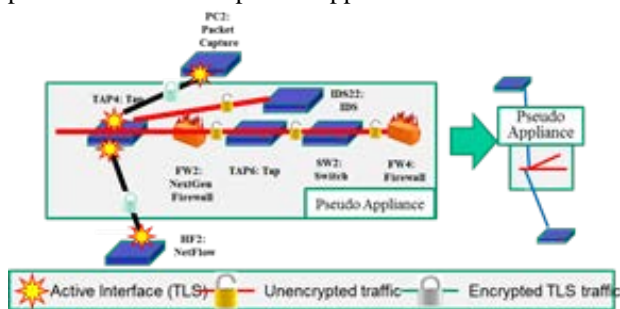 PC2:
Packet
Capture
TAP4: Tap
IDS22:
IDS
FW2:
NextGen
Firewall
TAP6: Tap
SW2:
Switch
FW4:
Firewall
Pseudo Appliance
HF2:
NetFlow
Pseudo
Appliance
Active Interface (TLS)
Unencrypted traffic
Encrypted TLS traffic